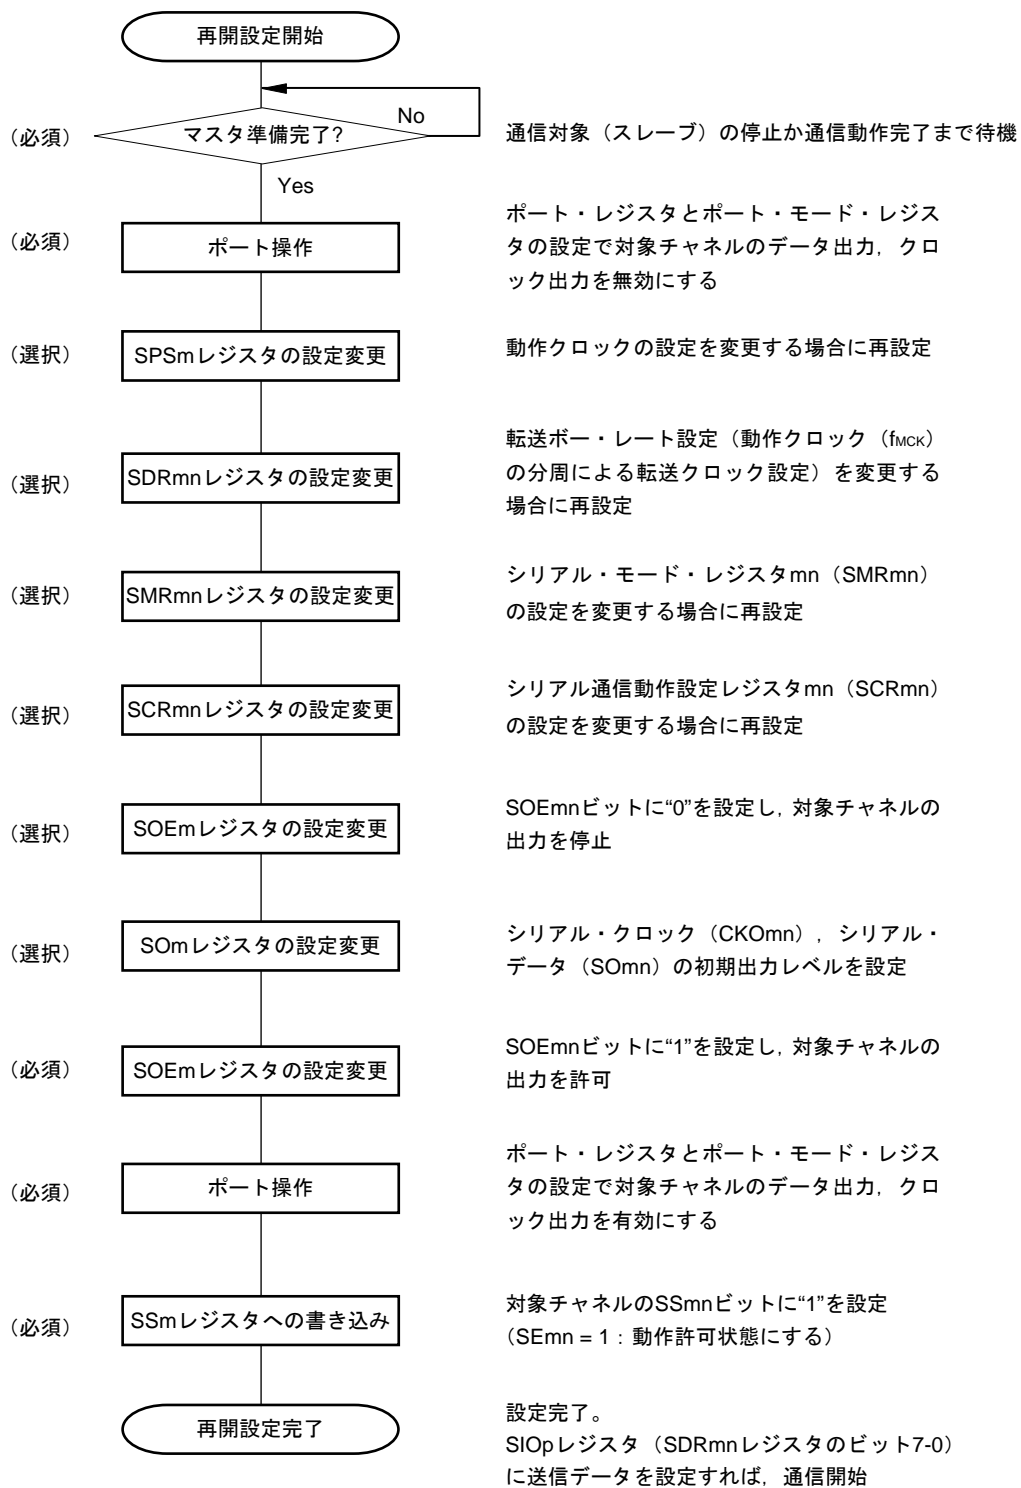 再開設定開始
No
(必須)
マスタ準備完了?
通信対象(スレーブ)の停止か通信動作完了まで待機
Yes
(必須)
ポート操作
ポート・レジスタとポート・モード・レジス
タの設定で対象チャネルのデータ出力,クロ
ック出力を無効にする
(選択)
SPSmレジスタの設定変更
動作クロックの設定を変更する場合に再設定
(選択)
SDRmnレジスタの設定変更
転送ボー・レート設定(動作クロック(fMCK)
の分周による転送クロック設定)を変更する
場合に再設定
(選択)
SMRmnレジスタの設定変更
シリアル・モード・レジスタmn(SMRmn)
の設定を変更する場合に再設定
(選択)
SCRmnレジスタの設定変更
シリアル通信動作設定レジスタmn(SCRmn)
の設定を変更する場合に再設定
(選択)
SOEmレジスタの設定変更
SOEmnビットに“0”を設定し,対象チャネルの
出力を停止
(選択)
SOmレジスタの設定変更
シリアル・クロック(CKOmn),シリアル・
データ(SOmn)の初期出力レベルを設定
(必須)
SOEmレジスタの設定変更
SOEmnビットに“1”を設定し,対象チャネルの
出力を許可
(必須)
ポート操作
ポート・レジスタとポート・モード・レジス
タの設定で対象チャネルのデータ出力,クロ
ック出力を有効にする
(必須)
SSmレジスタへの書き込み
対象チャネルのSSmnビットに“1”を設定
(SEmn = 1:動作許可状態にする)
再開設定完了
設定完了。
SIOpレジスタ(SDRmnレジスタのビット7-0)
に送信データを設定すれば,通信開始